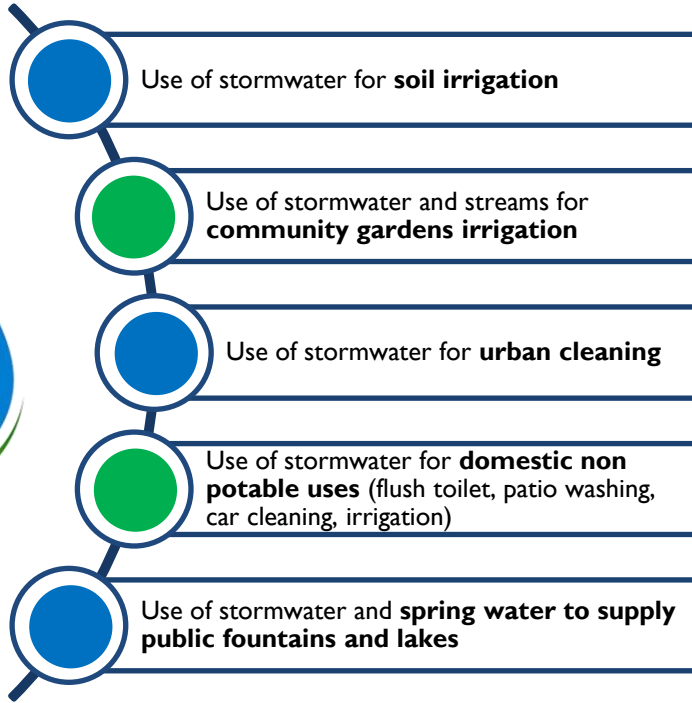 Use of stormwater for soil irrigation
Use of stormwater and streams for
community gardens irrigation
Use of stormwater for urban cleaning
Use of stormwater for domestic non
potable uses (flush toilet, patio washing,
car cleaning, irrigation)
Use of stormwater and spring water to supply
public fountains and lakes